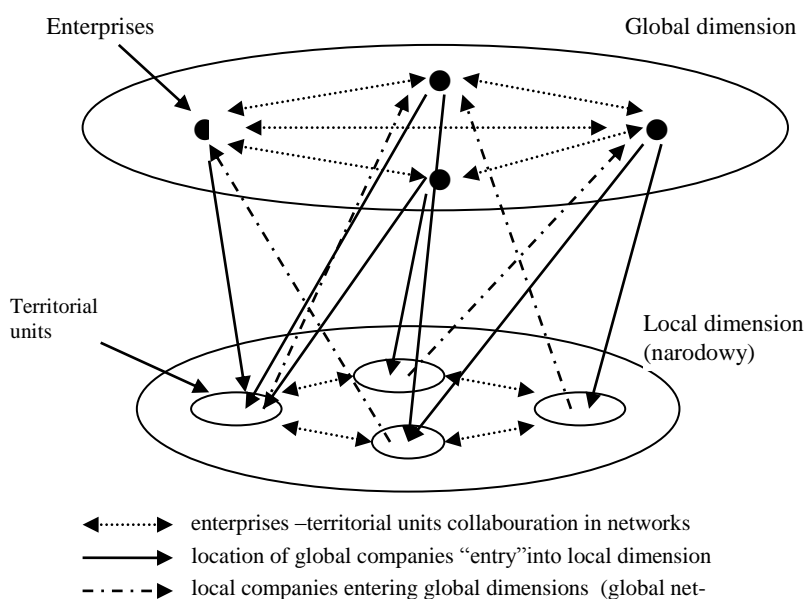 Enterprises
Global dimension
Territorial
units
Local dimension
(narodowy)
enterprises –territorial units collabouration in networks
location of global companies “entry”into local dimension
local companies entering global dimensions (global net-